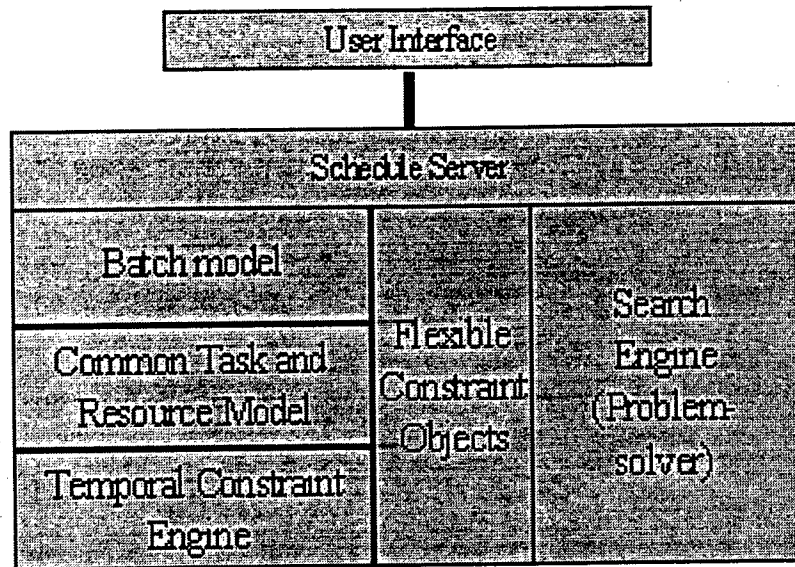 User Interface
Schedule Server
Batch model
Common Task and
Resource Model
Temporal Constraint
Engine
Flexible
Constraint
Objects
Search
Engine
(Problem-
solver)